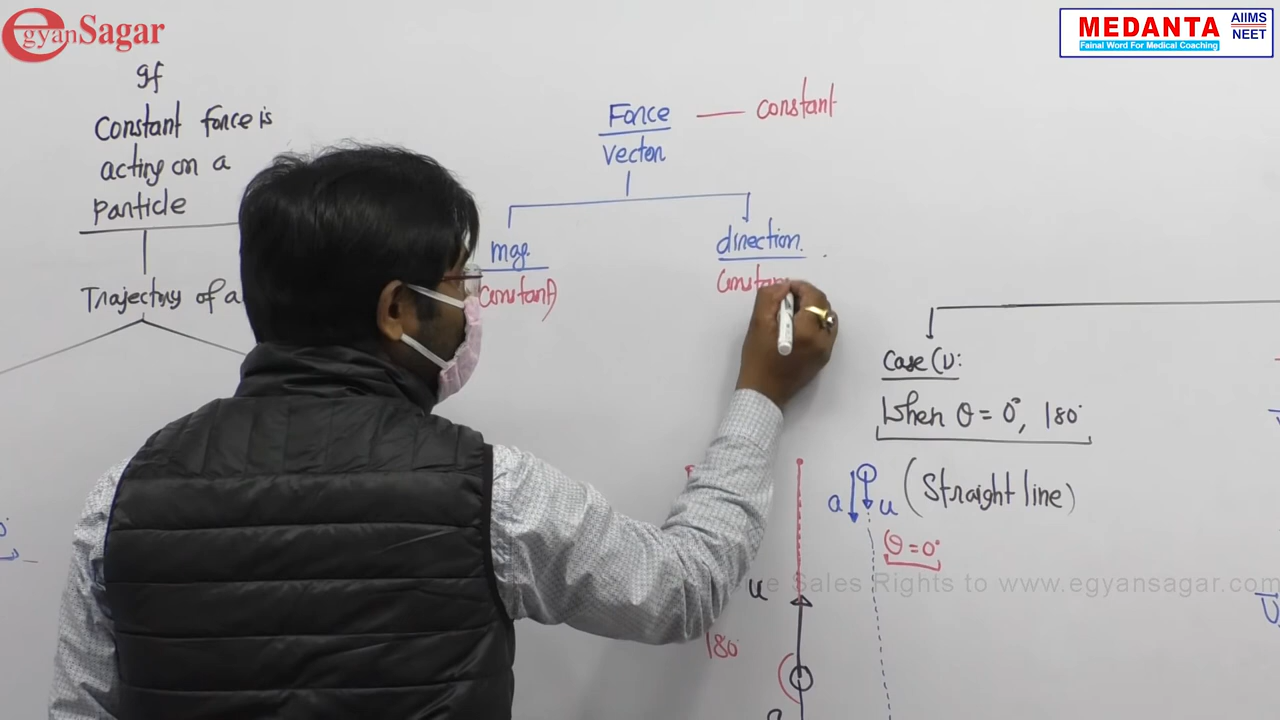 egyanSagar
MEDANTA AIIMS NEET
Fainal Word For Medical Coaching
If
Constant force is
acting on a
particle
Trajectory of a
Force — constant
Vector
mag.
(constant)
direction.
Case (1):
When θ = 0°, 180°
a u (Straight line)
θ = 0°
u
180°
Sales Rights to www.egyansagar.com